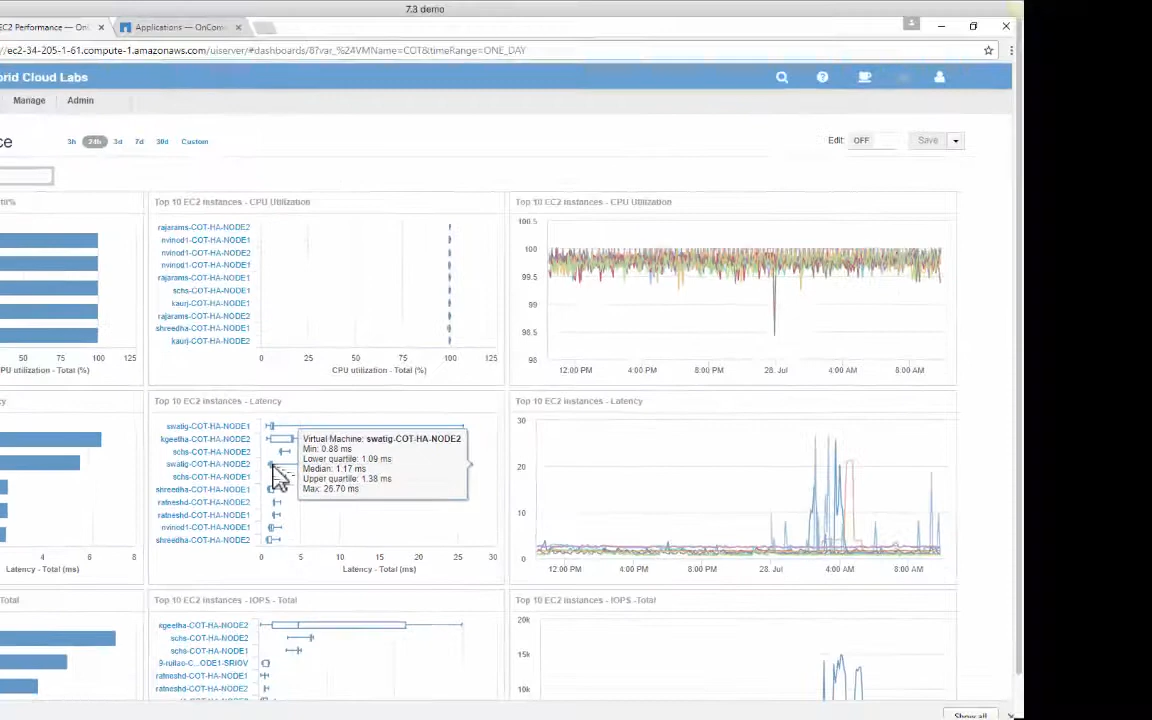 7.3 demo
EC2 Performance — OnC
Applications — OnCom
//ec2-34-205-1-61.compute-1.amazonaws.com/uiserver/#dashboards/8?var_%24VMName=COT&timeRange=ONE_DAY
orld Cloud Labs
Manage
Admin
ce
3h
24h
3d
7d
30d
Custom
Edit:
OFF
Save
Top 10 EC2 instances - CPU Utilization
rajarams-COT-HA-NODE2
nvinod1-COT-HA-NODE1
nvinod1-COT-HA-NODE2
nvinod1-COT-HA-NODE1
rajarams-COT-HA-NODE1
schs-COT-HA-NODE1
kaurj-COT-HA-NODE1
rajarams-COT-HA-NODE2
shreedha-COT-HA-NODE1
kaurj-COT-HA-NODE2
0 25 50 75 100 125
CPU utilization - Total (%)
50 75 100 125
PU utilization - Total (%)
Top 10 EC2 instances - CPU Utilization
100.5
100
99.5
99
98.5
98
12:00 PM 4:00 PM 8:00 PM 28. Jul 4:00 AM 8:00 AM
cy
4 6 8
Latency - Total (ms)
Top 10 EC2 instances - Latency
swatig-COT-HA-NODE1
kgeetha-COT-HA-NODE2
schs-COT-HA-NODE2
swatig-COT-HA-NODE2
schs-COT-HA-NODE1
shreedha-COT-HA-NODE1
ratneshd-COT-HA-NODE2
ratneshd-COT-HA-NODE1
nvinod1-COT-HA-NODE1
shreedha-COT-HA-NODE2
0 5 10 15 20 25 30
Latency - Total (ms)
Virtual Machine: swatig-COT-HA-NODE2
Min: 0.88 ms
Lower quartile: 1.09 ms
Median: 1.17 ms
Upper quartile: 1.38 ms
Max: 26.70 ms
Top 10 EC2 instances - Latency
30
20
10
0
12:00 PM 4:00 PM 8:00 PM 28. Jul 4:00 AM 8:00 AM
Total
Top 10 EC2 instances - IOPS - Total
kgeetha-COT-HA-NODE2
schs-COT-HA-NODE2
schs-COT-HA-NODE1
9-ruilao-C...ODE1-SRIOV
ratneshd-COT-HA-NODE1
ratneshd-COT-HA-NODE2
Top 10 EC2 instances - IOPS -Total
20k
15k
10k
Show all